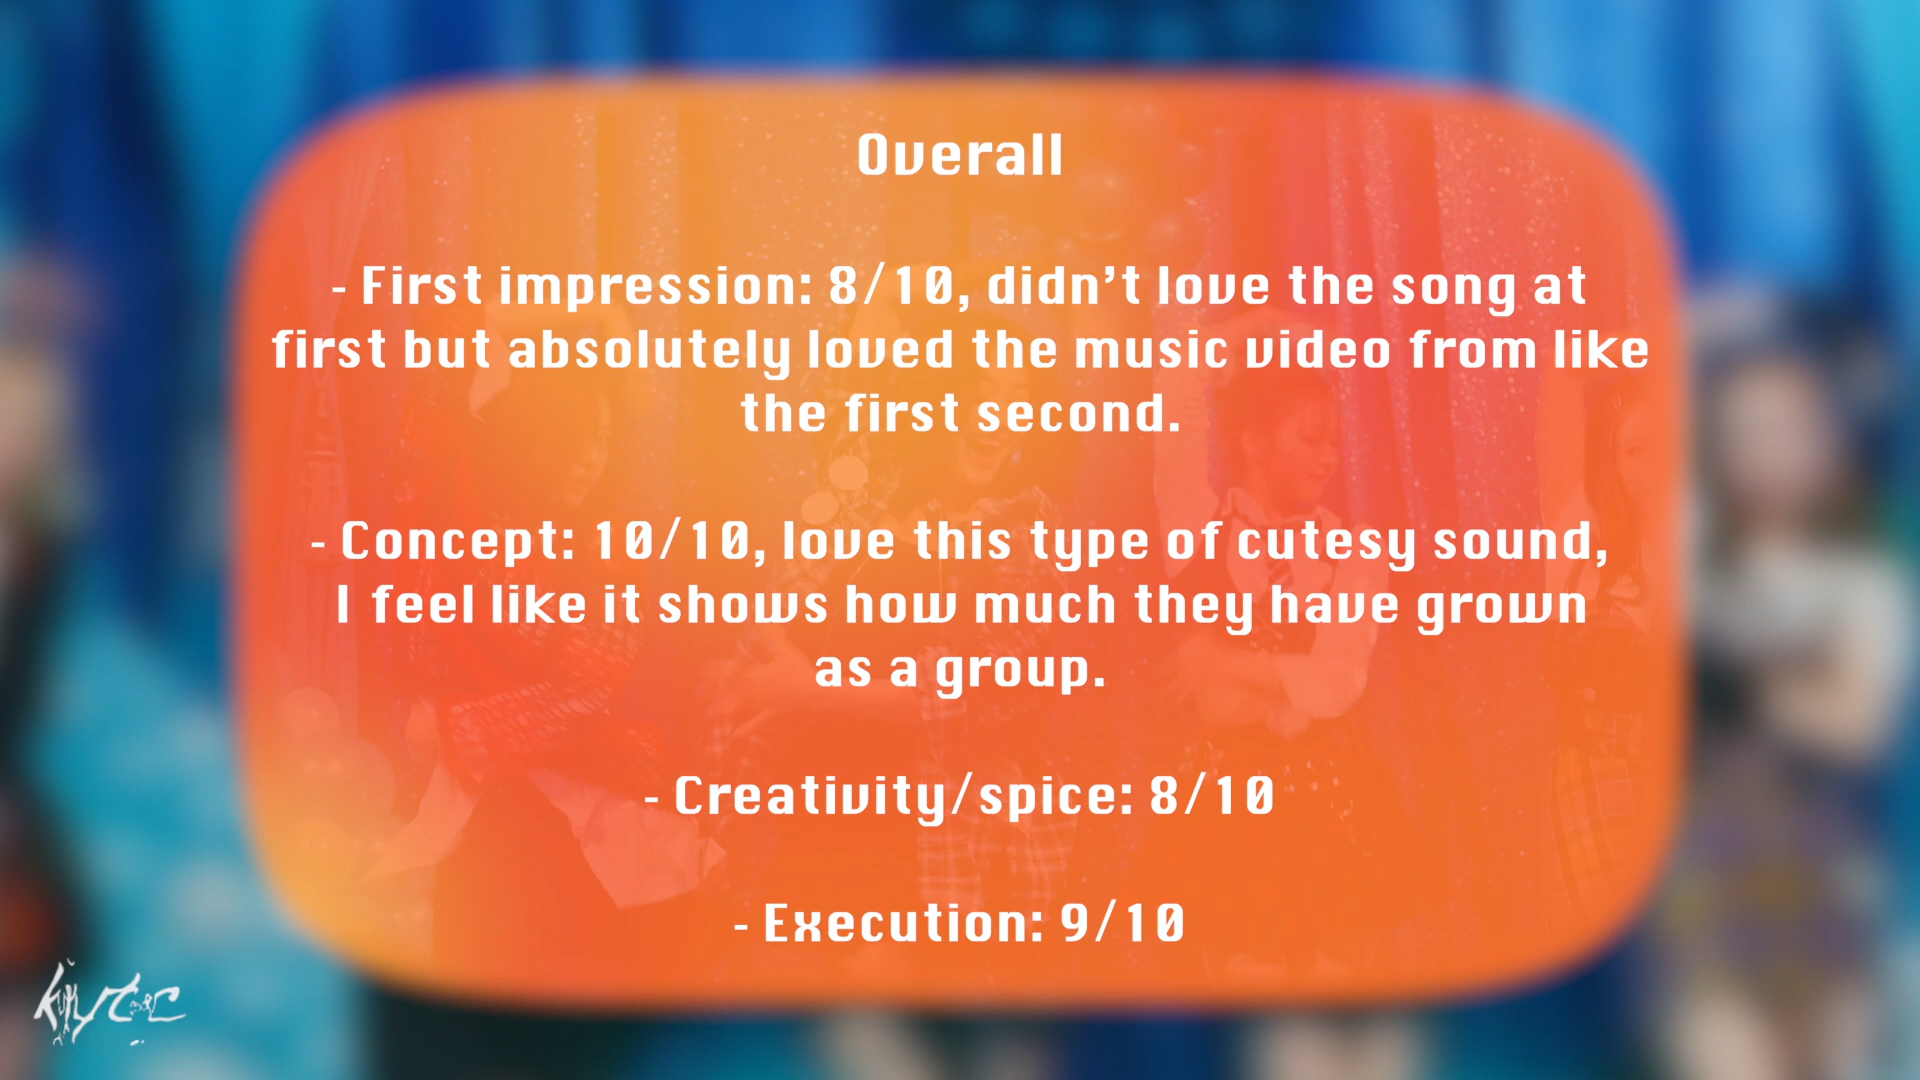 Overall
- First impression: 8/10, didn't love the song at
first but absolutely loved the music video from like
the first second.
- Concept: 10/10, love this type of cutesy sound,
I feel like it shows how much they have grown
as a group.
- Creativity/spice: 8/10
- Execution: 9/10